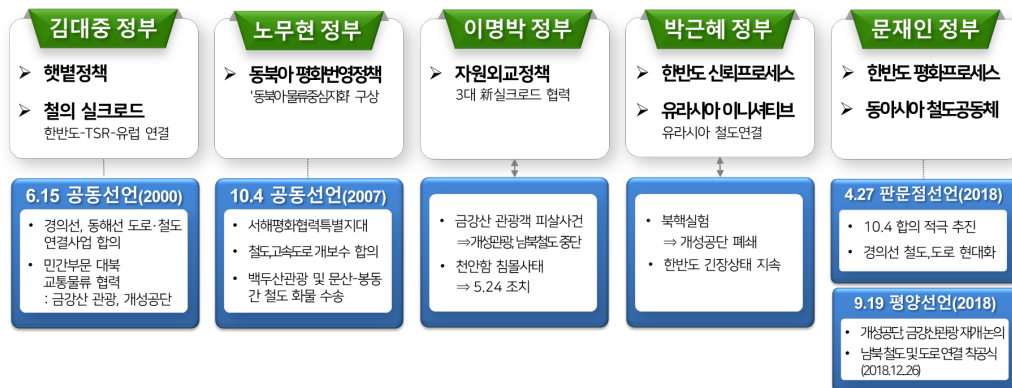 김대중 정부
햇볕정책
철의 실크로드
한반도-TSR-유럽 연결
6.15 공동선언(2000)
경의선, 동해선 도로·철도
연결사업 합의
민간부문 대북
교통물류 협력
: 금강산 관광, 개성공단
노무현 정부
동북아 평화번영정책
'동북아 물류중심지화' 구상
10.4 공동선언(2007)
서해평화협력특별지대
철도,고속도로 개보수 합의
백두산관광 및 문산-봉동
간 철도 화물 수송
이명박 정부
자원외교정책
3대 新실크로드 협력
금강산 관광객 피살사건
⇒개성관광, 남북철도 중단
천안함 침몰사태
⇒ 5.24 조치
박근혜 정부
한반도 신뢰프로세스
유라시아 이니셔티브
유라시아 철도연결
북핵실험
⇒ 개성공단 폐쇄
한반도 긴장상태 지속
문재인 정부
한반도 평화프로세스
동아시아 철도공동체
4.27 판문점선언(2018)
10.4 합의 적극 추진
경의선 철도,도로 현대화
9.19 평양선언(2018)
개성공단, 금강산관광 재개 논의
남북 철도 및 도로 연결 착공식
(2018.12.26)